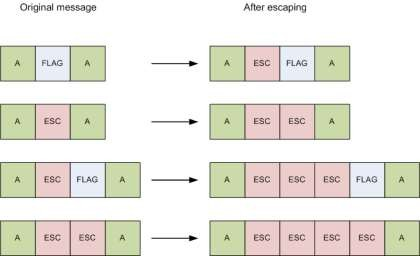 Original message After escaping
A FLAG A A ESC FLAG A
A ESC A A ESC ESC A
A ESC FLAG A A ESC ESC ESC FLAG A
A ESC ESC A A ESC ESC ESC ESC A